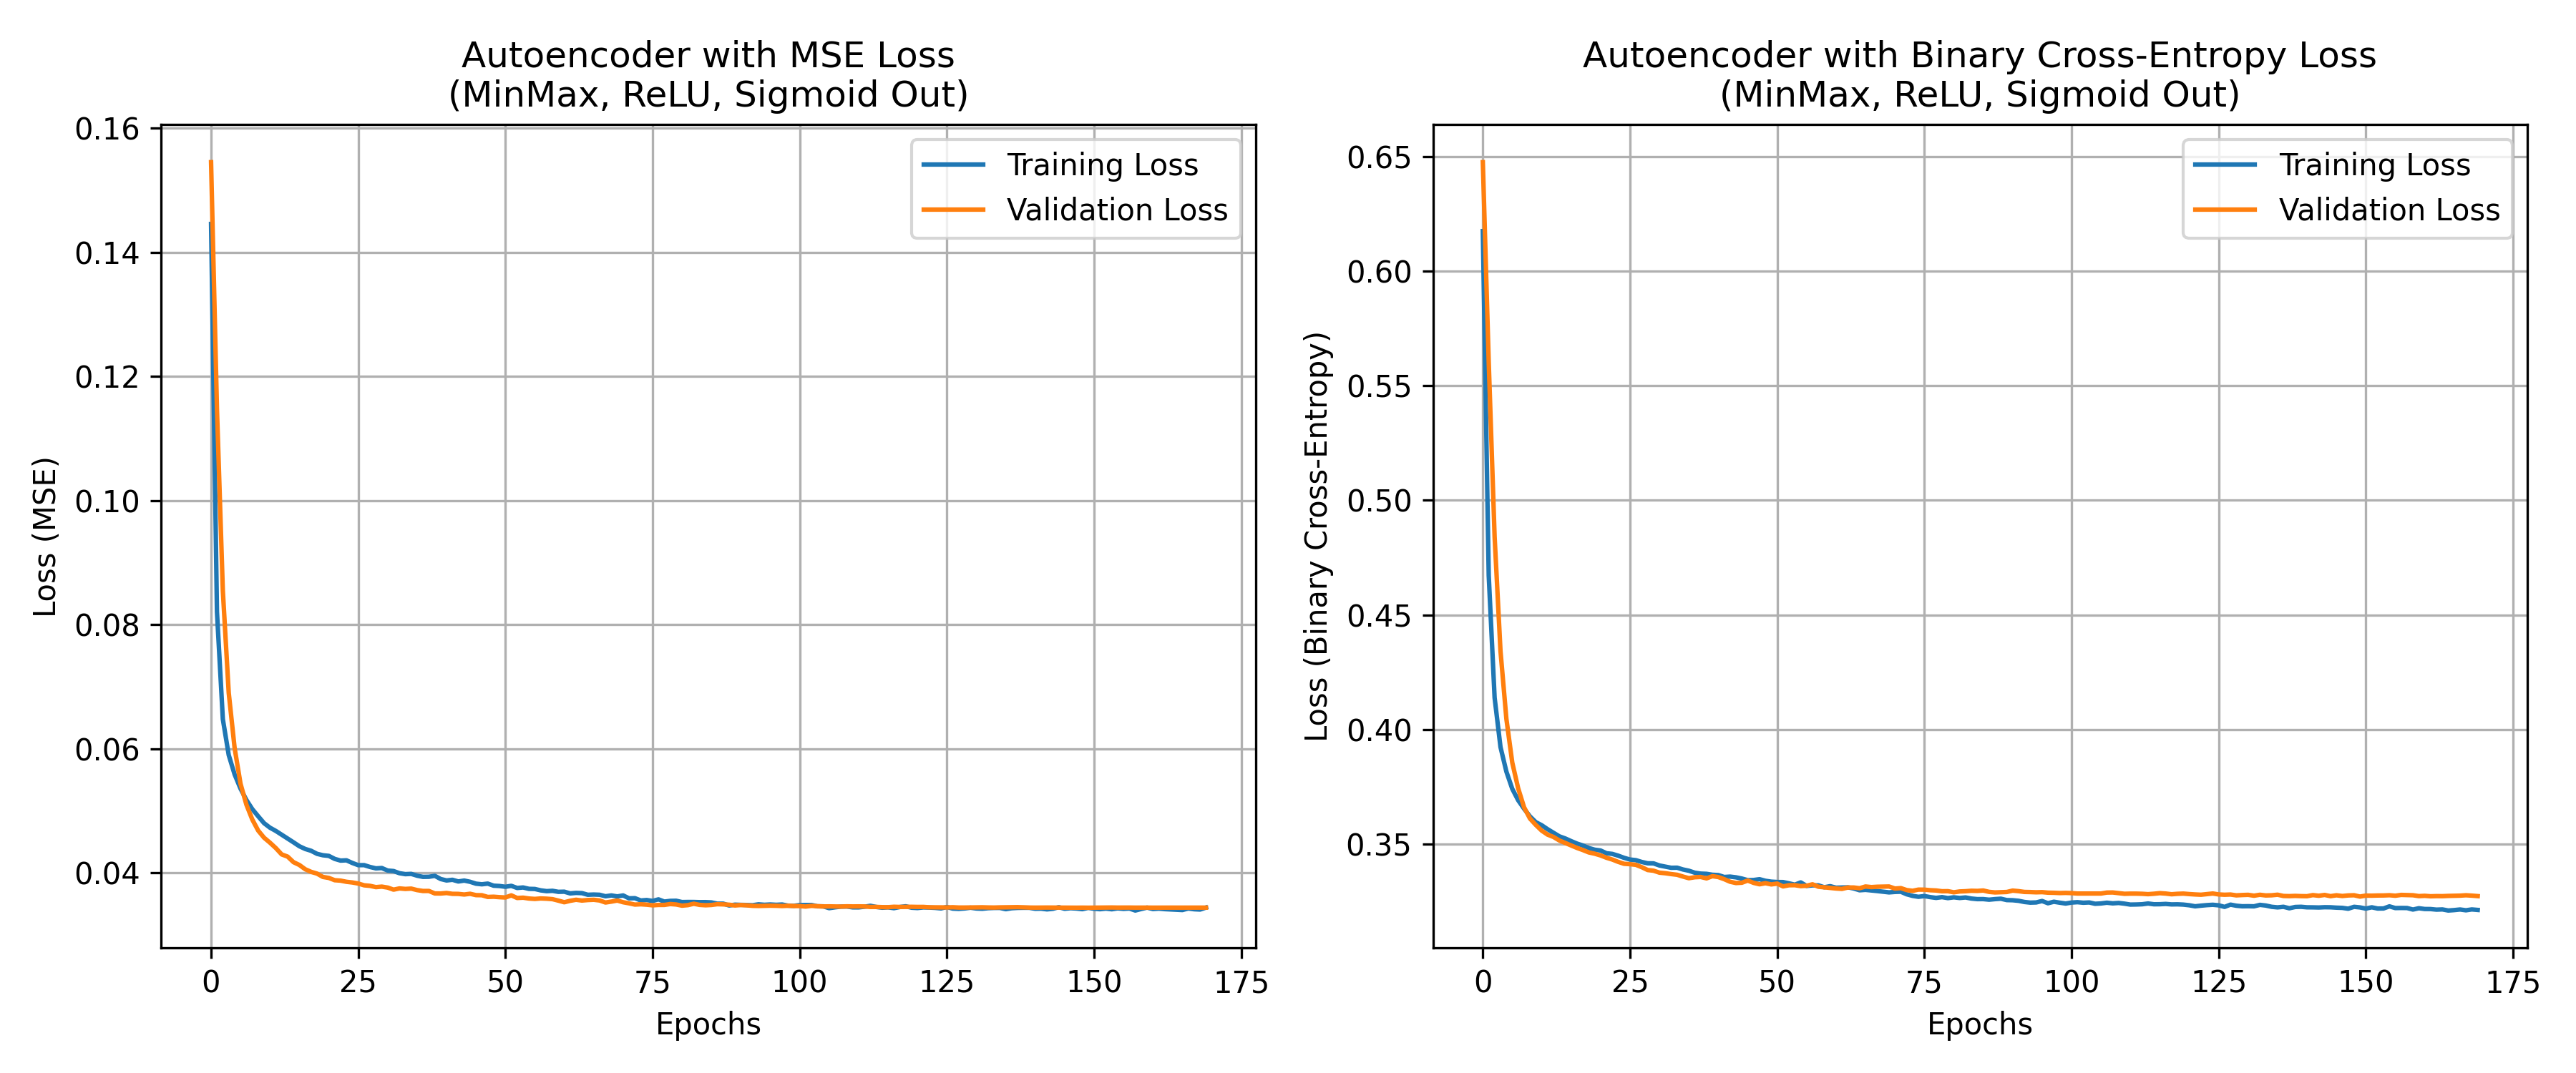 Autoencoder with MSE Loss
(MinMax, ReLU, Sigmoid Out)
0.16
0.14
0.12
0.10
0.08
0.06
0.04
Loss (MSE)
Training Loss
Validation Loss
0 25 50 75 100 125 150 175
Epochs
Autoencoder with Binary Cross-Entropy Loss
(MinMax, ReLU, Sigmoid Out)
0.65
0.60
0.55
0.50
0.45
0.40
0.35
Loss (Binary Cross-Entropy)
Training Loss
Validation Loss
0 25 50 75 100 125 150 175
Epochs